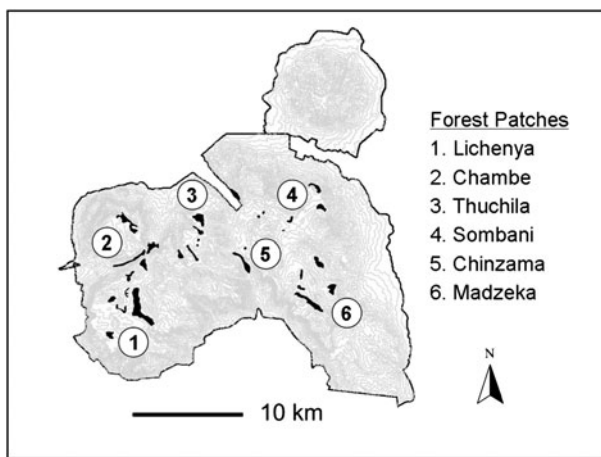 Forest Patches
1. Lichenya
2. Chambe
3. Thuchila
4. Sombani
5. Chinzama
6. Madzeka
3
4
2
5
6
1
N
10 km